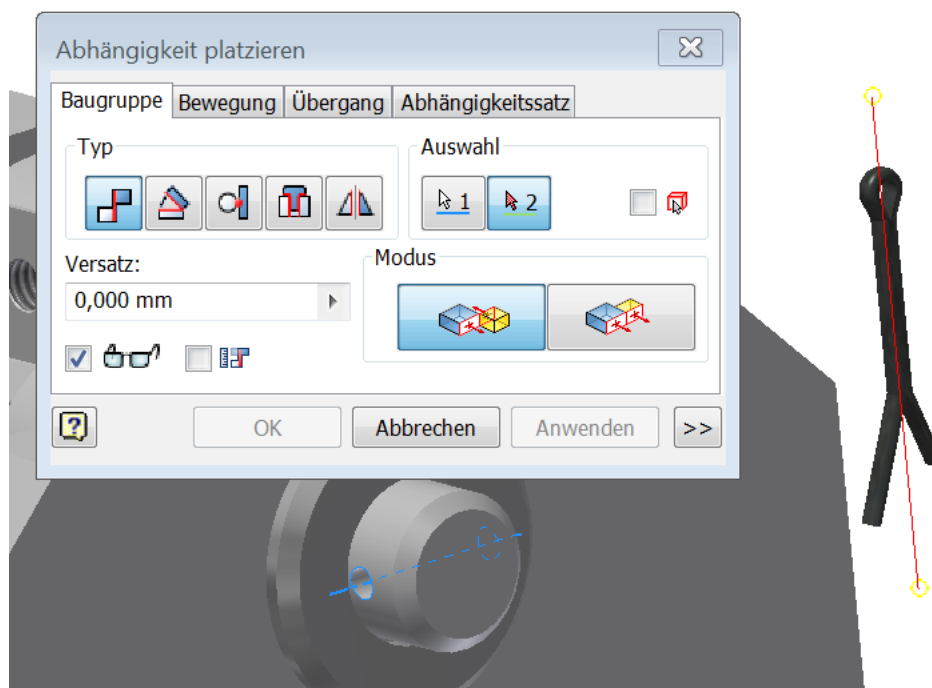 Abhängigkeit platzieren
Baugruppe Bewegung Übergang Abhängigkeitssatz
Typ Auswahl
1 2
Versatz: Modus
0,000 mm
? OK Abbrechen Anwenden >>